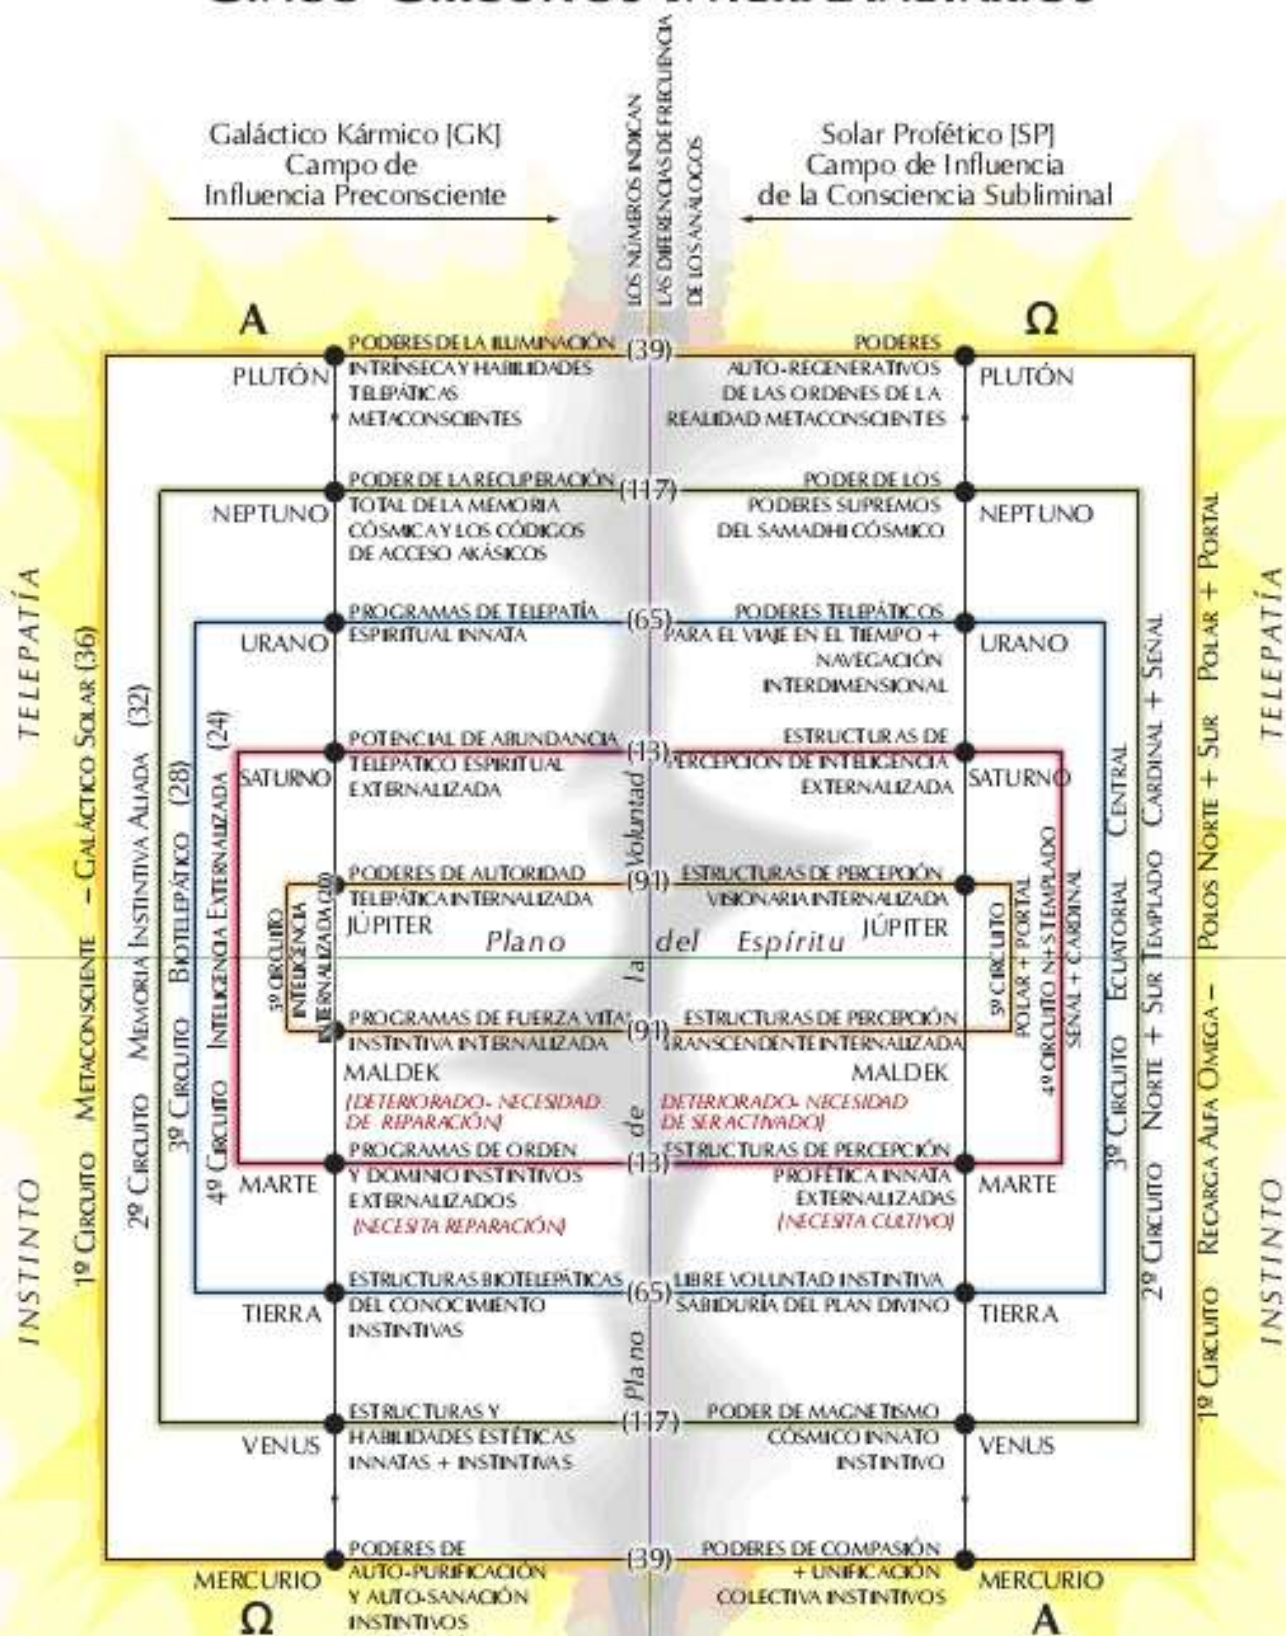 LOS NÚMEROS INDICAN
LAS DIFERENCIAS DE FRECUENCIA
DE LOS ANALOGOS
Galáctico Kármico [GK]
Campo de
Influencia Preconsciente
Solar Profético [SP]
Campo de Influencia
de la Consciencia Subliminal
A
Ω
PODERES DE LA ILUMINACIÓN
INTRÍNSECA Y HABILIDADES
TELEPÁTICAS
METACONSCIENTES
PLUTÓN
(39)
PODERES
AUTO-REGENERATIVOS
DE LAS ORDENES DE LA
REALIDAD METACONSCIENTES
PLUTÓN
PODER DE LA RECUPERACIÓN
TOTAL DE LA MEMORIA
CÓSMICA Y LOS CÓDIGOS
DE ACCESO AKÁSICOS
NEPTUNO
(117)
PODER DE LOS
PODERES SUPREMOS
DEL SAMADHI CÓSMICO
NEPTUNO
PROGRAMAS DE TELEPATÍA
ESPIRITUAL INNATA
URANO
(65)
PODERES TELEPÁTICOS
PARA EL VIAJE EN EL TIEMPO +
NAVEGACIÓN
INTERDIMENSIONAL
URANO
POTENCIAL DE ABUNDANCIA
TELEPÁTICO ESPIRITUAL
EXTERNALIZADA
SATURNO
(13)
ESTRUCTURAS DE
PERCEPCIÓN DE INTELIGENCIA
EXTERNALIZADA
SATURNO
PODERES DE AUTORIDAD
TELEPÁTICA INTERNALIZADA
JÚPITER
(91)
ESTRUCTURAS DE PERCEPCIÓN
VISIONARIA INTERNALIZADA
JÚPITER
Plano del Espíritu
PROGRAMAS DE FUERZA VITAL
INSTINTIVA INTERNALIZADA
MALDEK
(DETERIORADO- NECESIDAD
DE REPARACIÓN)
(91)
ESTRUCTURAS DE PERCEPCIÓN
TRANSCENDENTE INTERNALIZADA
MALDEK
DETERIORADO- NECESIDAD
DE SER ACTIVADO)
PROGRAMAS DE ORDEN
Y DOMINIO INSTINTIVOS
EXTERNALIZADOS
(NECESITA REPARACIÓN)
MARTE
(13)
ESTRUCTURAS DE PERCEPCIÓN
PROFÉTICA INNATA
EXTERNALIZADAS
(NECESITA CULTIVO)
MARTE
ESTRUCTURAS BIOTELEPÁTICAS
DEL CONOCIMIENTO
INSTINTIVAS
TIERRA
(65)
LIBRE VOLUNTAD INSTINTIVA
SABIDURÍA DEL PLAN DIVINO
TIERRA
ESTRUCTURAS Y
HABILIDADES ESTÉTICAS
INNATAS + INSTINTIVAS
VENUS
(117)
PODER DE MAGNETISMO
CÓSMICO INNATO
INSTINTIVO
VENUS
PODERES DE
AUTO-PURIFICACIÓN
Y AUTO-SANACIÓN
INSTINTIVOS
MERCURIO
(39)
PODERES DE COMPASIÓN
+ UNIFICACIÓN
COLECTIVA INSTINTIVOS
MERCURIO
Ω
A
Plano de la Voluntad
TELEPATÍA
INSTINTO
1º CIRCUITO METACONSCIENTE – GALÁCTICO SOLAR (36)
2º CIRCUITO MEMORIA INSTINTIVA ALIADA (32)
3º CIRCUITO BIOTELEPÁTICO (28)
4º CIRCUITO INTELIGENCIA EXTERNALIZADA (24)
5º CIRCUITO
INTELIGENCIA
INTERNALIZADA (20)
5º CIRCUITO
POLAR + PORTAL
4º CIRCUITO N+S TEMPLADO
SEÑAL + CARDINAL
3º CIRCUITO ECUATORIAL CENTRAL
2º CIRCUITO NORTE + SUR TEMPLADO CARDINAL + SEÑAL
1º CIRCUITO RECARGA ALFA OMEGA – POLOS NORTE + SUR POLAR + PORTAL
TELEPATÍA
INSTINTO